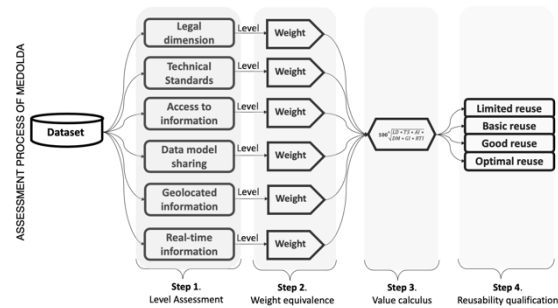 ASSESSMENT PROCESS OF MEDOLDA
Dataset
Legal
dimension
Level
Weight
Technical
Standards
Level
Weight
Access to
information
Level
Weight
Data model
sharing
Level
Weight
Geolocated
information
Level
Weight
Real-time
information
Level
Weight
Limited reuse
Basic reuse
Good reuse
Optimal reuse
Step 1.
Level Assessment
Step 2.
Weight equivalence
Step 3.
Value calculus
Step 4.
Reusability qualification